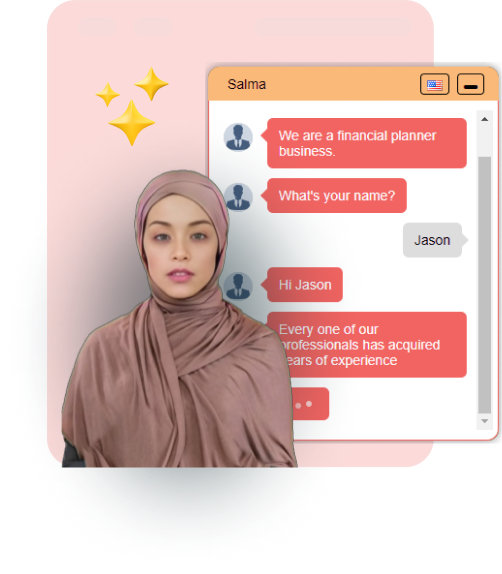 Salma
We are a financial planner
business.
What's your name?
Jason
Hi Jason
Every one of our
professionals has acquired
years of experience